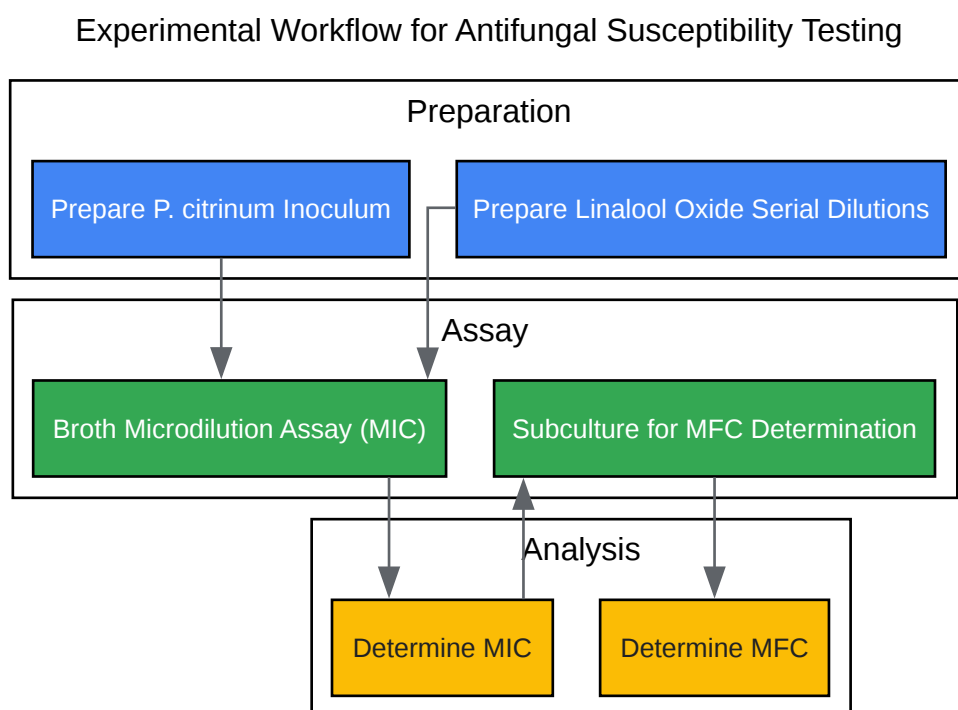 Experimental Workflow for Antifungal Susceptibility Testing
Preparation
Prepare P. citrinum Inoculum
Prepare Linalool Oxide Serial Dilutions
Assay
Broth Microdilution Assay (MIC)
Subculture for MFC Determination
Analysis
Determine MIC
Determine MFC